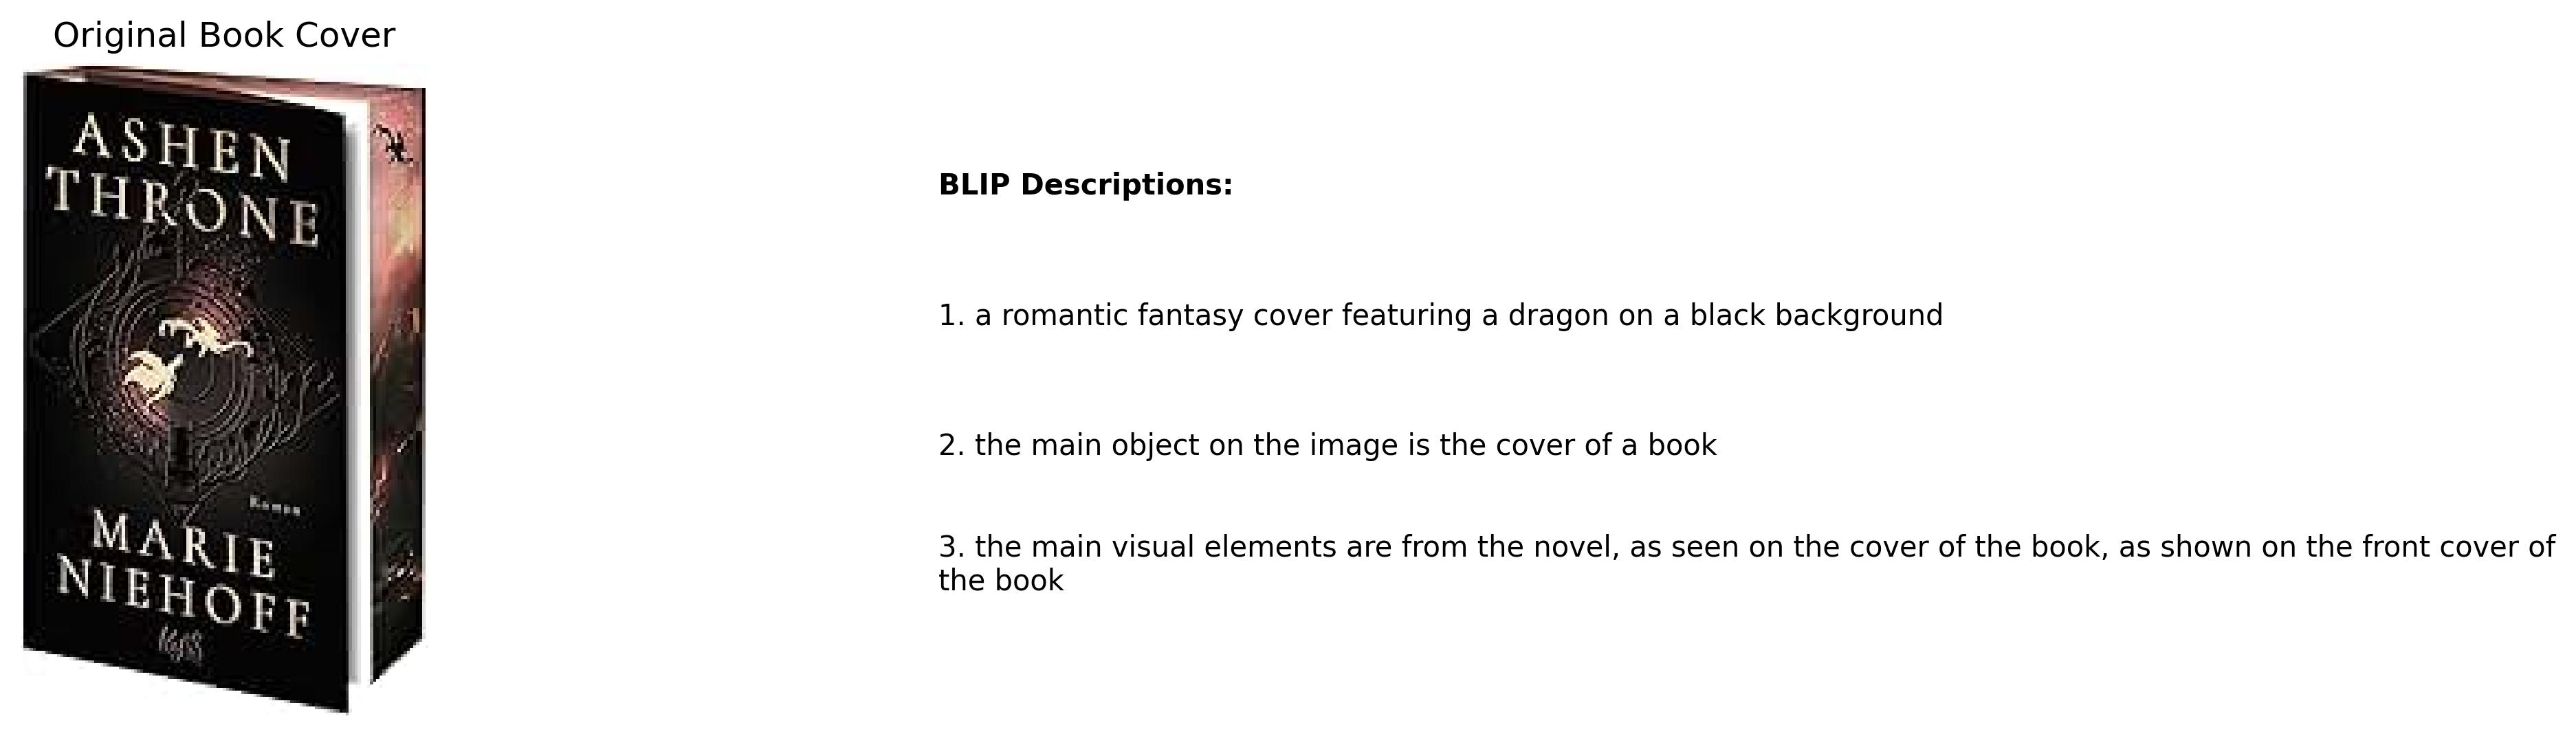 Original Book Cover
ASHEN
THRONE
Roman
MARIE
NIEHOFF
BLIP Descriptions:
1. a romantic fantasy cover featuring a dragon on a black background
2. the main object on the image is the cover of a book
3. the main visual elements are from the novel, as seen on the cover of the book, as shown on the front cover of
the book